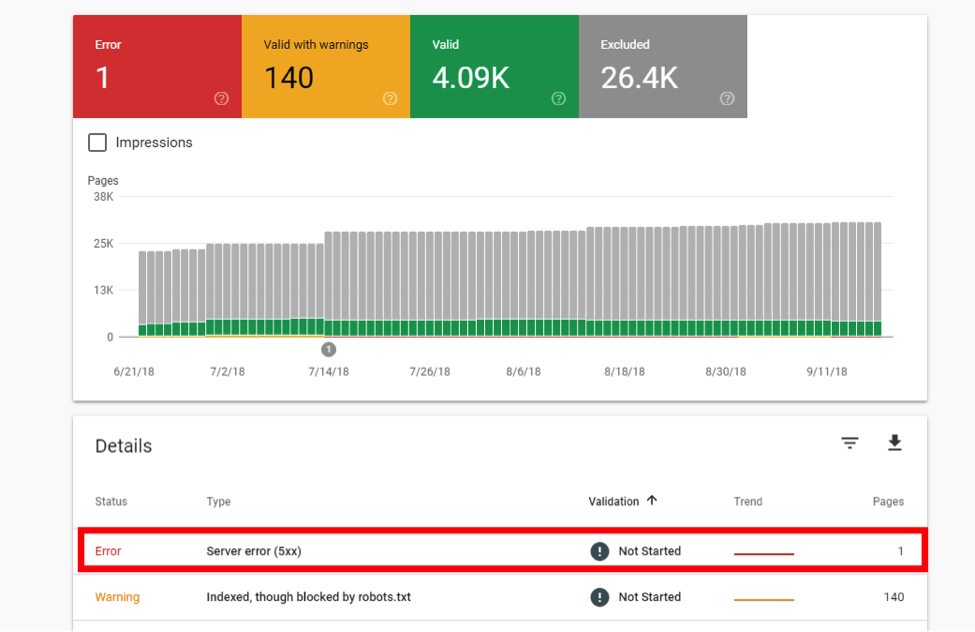 Error
1
Valid with warnings
140
Valid
4.09K
Excluded
26.4K
Impressions
Pages
38K
25K
13K
0
1
6/21/18 7/2/18 7/14/18 7/26/18 8/6/18 8/18/18 8/30/18 9/11/18
Details
Status Type Validation Trend Pages
Error Server error (5xx) Not Started 1
Warning Indexed, though blocked by robots.txt Not Started 140